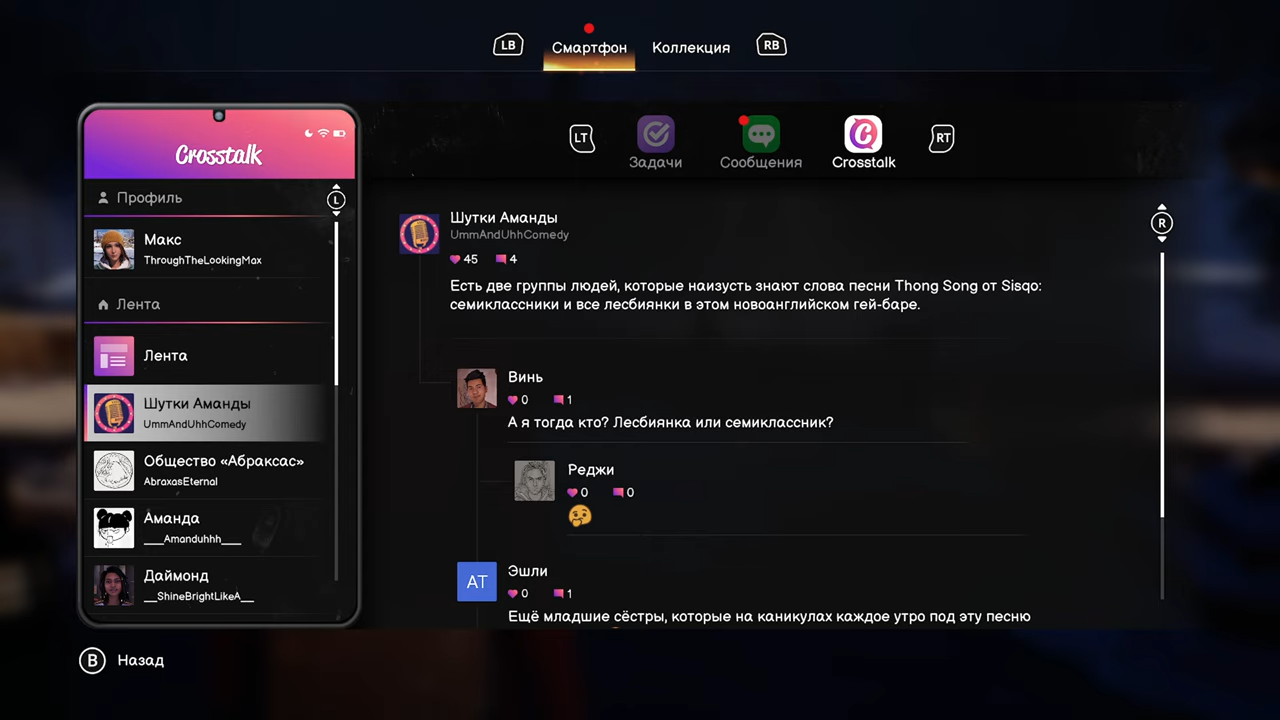 LB
Смартфон
Коллекция
RB
Crosstalk
Профиль
L
Макс
ThroughTheLookingMax
Лента
Лента
Шутки Аманды
UmmAndUhhComedy
Общество «Абраксас»
AbraxasEternal
Аманда
___Amanduhhh___
Даймонд
__ShineBrightLikeA__
LT
Задачи
Сообщения
Crosstalk
RT
R
Шутки Аманды
UmmAndUhhComedy
45 4
Есть две группы людей, которые наизусть знают слова песни Thong Song от Sisqo:
семиклассники и все лесбиянки в этом новоанглийском гей-баре.
Винь
0 1
А я тогда кто? Лесбиянка или семиклассник?
Реджи
0 0
AT
Эшли
0 1
Ещё младшие сёстры, которые на каникулах каждое утро под эту песню
B Назад